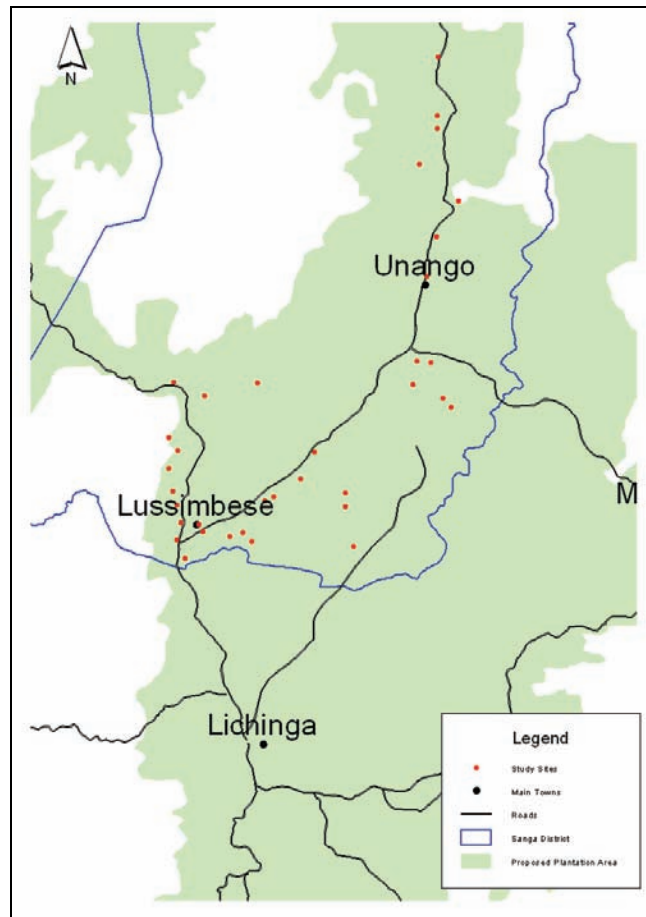 N
Unango
Lussimbese
M
Lichinga
Legend
Study Sites
Main Towns
Roads
Sanga District
Proposed Plantation Area